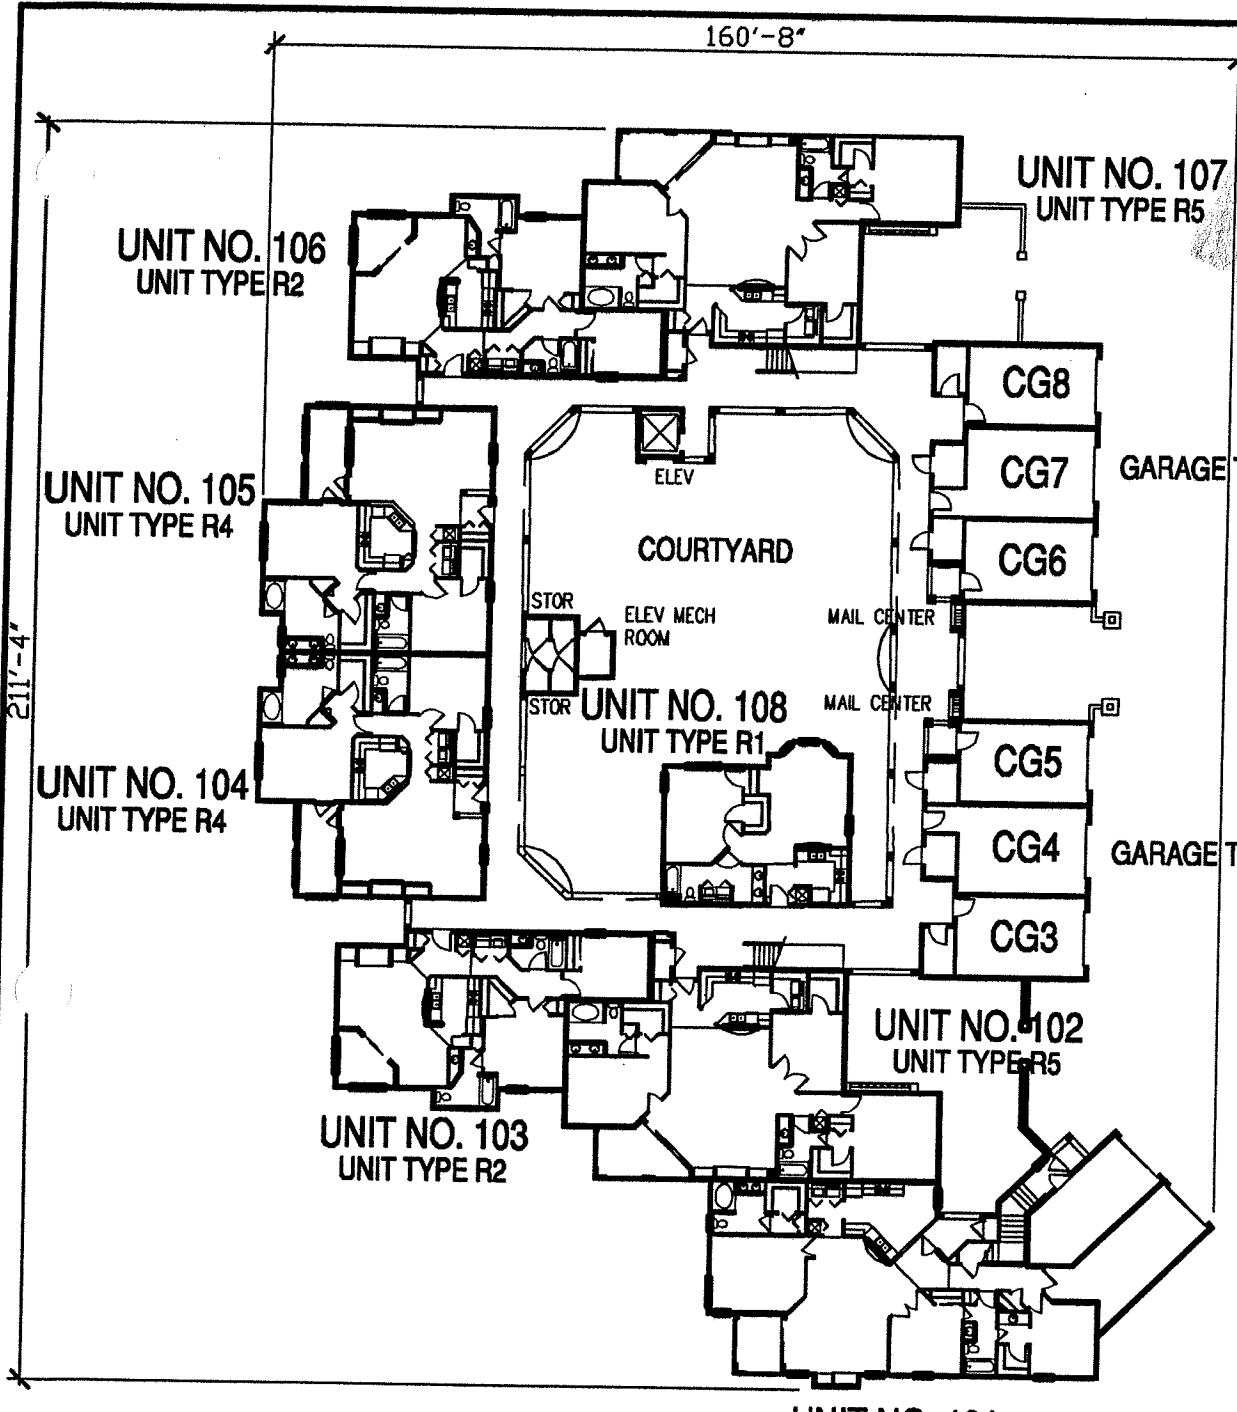 160'-8"
UNIT NO. 107
UNIT TYPE R5
UNIT NO. 106
UNIT TYPE R2
CG8
CG7
GARAGE
ELEV
UNIT NO. 105
UNIT TYPE R4
COURTYARD
CG6
STOR
ELEV MECH
ROOM
MAIL CENTER
211'-4"
MAIL CENTER
STOR
UNIT NO. 108
UNIT TYPE R1
CG5
UNIT NO. 104
UNIT TYPE R4
CG4
GARAGE
CG3
UNIT NO. 102
UNIT TYPE R5
UNIT NO. 103
UNIT TYPE R2